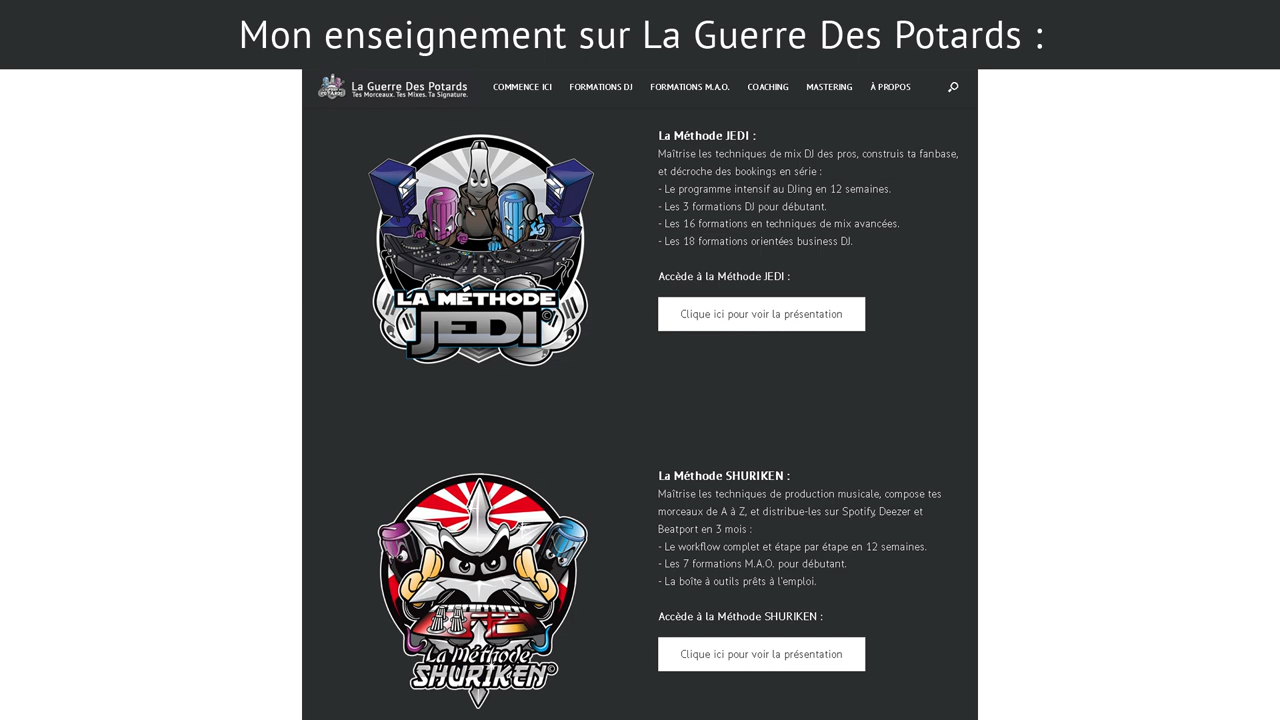 Mon enseignement sur La Guerre Des Potards :
La Guerre Des Potards
Tes Morceaux. Tes Mixes. Ta Signature.
COMMENCE ICI FORMATIONS DJ FORMATIONS M.A.O. COACHING MASTERING À PROPOS
LA MÉTHODE
JEDI©
La Méthode JEDI :
Maîtrise les techniques de mix DJ des pros, construis ta fanbase,
et décroche des bookings en série :
- Le programme intensif au DJing en 12 semaines.
- Les 3 formations DJ pour débutant.
- Les 16 formations en techniques de mix avancées.
- Les 18 formations orientées business DJ.
Accède à la Méthode JEDI :
Clique ici pour voir la présentation
La Méthode
SHURIKEN©
La Méthode SHURIKEN :
Maîtrise les techniques de production musicale, compose tes
morceaux de A à Z, et distribue-les sur Spotify, Deezer et
Beatport en 3 mois :
- Le workflow complet et étape par étape en 12 semaines.
- Les 7 formations M.A.O. pour débutant.
- La boîte à outils prêts à l'emploi.
Accède à la Méthode SHURIKEN :
Clique ici pour voir la présentation